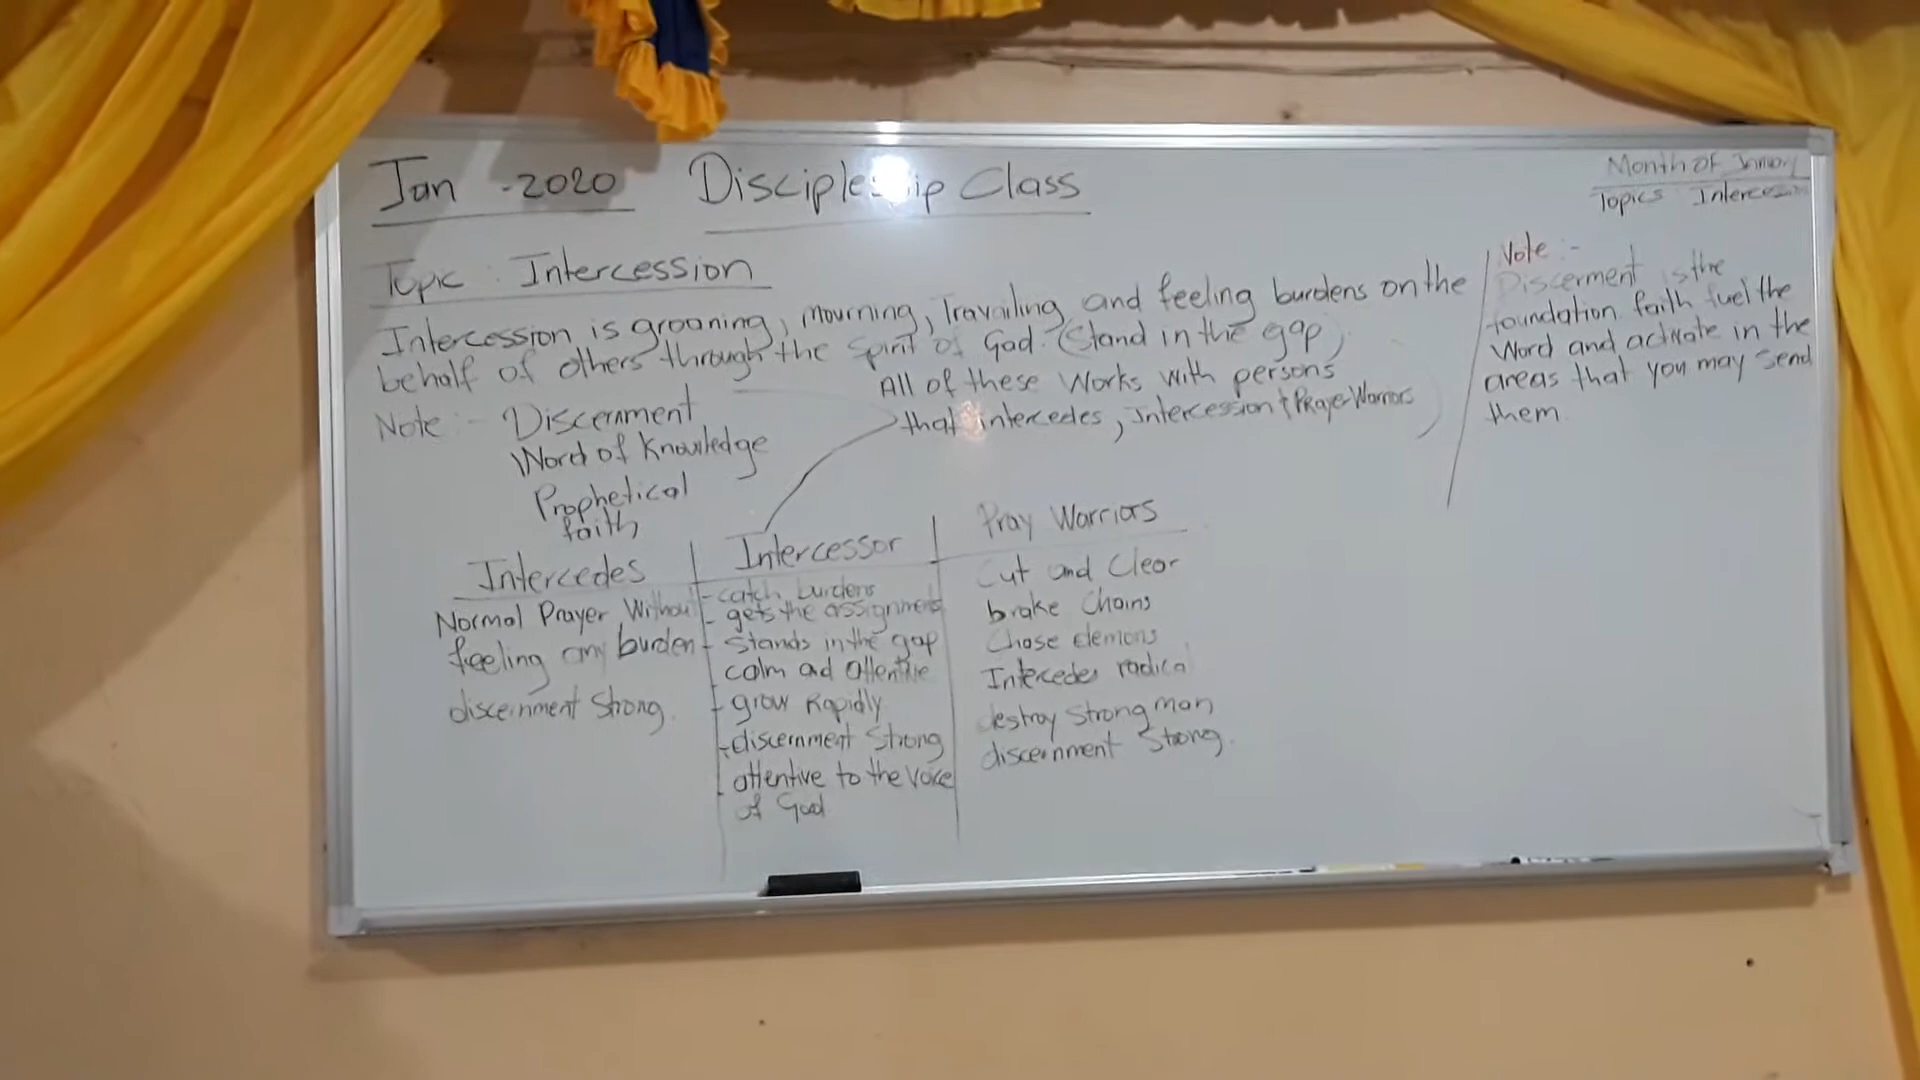 Jan - 2020 Discipleship Class
Month of
Topics
Topic : Intercession
Intercession is grooning, mourning, Travailing and feeling burdens on the
behalf of others through the Spirit of God. (Stand in the gap)
All of these Works with persons
that intercedes, Intercession & Prayer Warriors
Note :- Discernment
Word of Knowledge
Prophetical
faith
Note :-
Discernment is the
foundation faith fuel the
Word and activate in the
areas that you may send
them.
Intercedes
Normal Prayer Without
feeling any burden
discernment Strong.
Intercessor
- catch burdens
- gets the assignments
- Stands in the gap
calm and attentive
- grow Rapidly
- discernment Strong
- attentive to the voice
of God
Pray Warriors
Cut and Clear
brake Chains
Chase demons
Intercedes radical
destroy Strong man
discernment Strong.